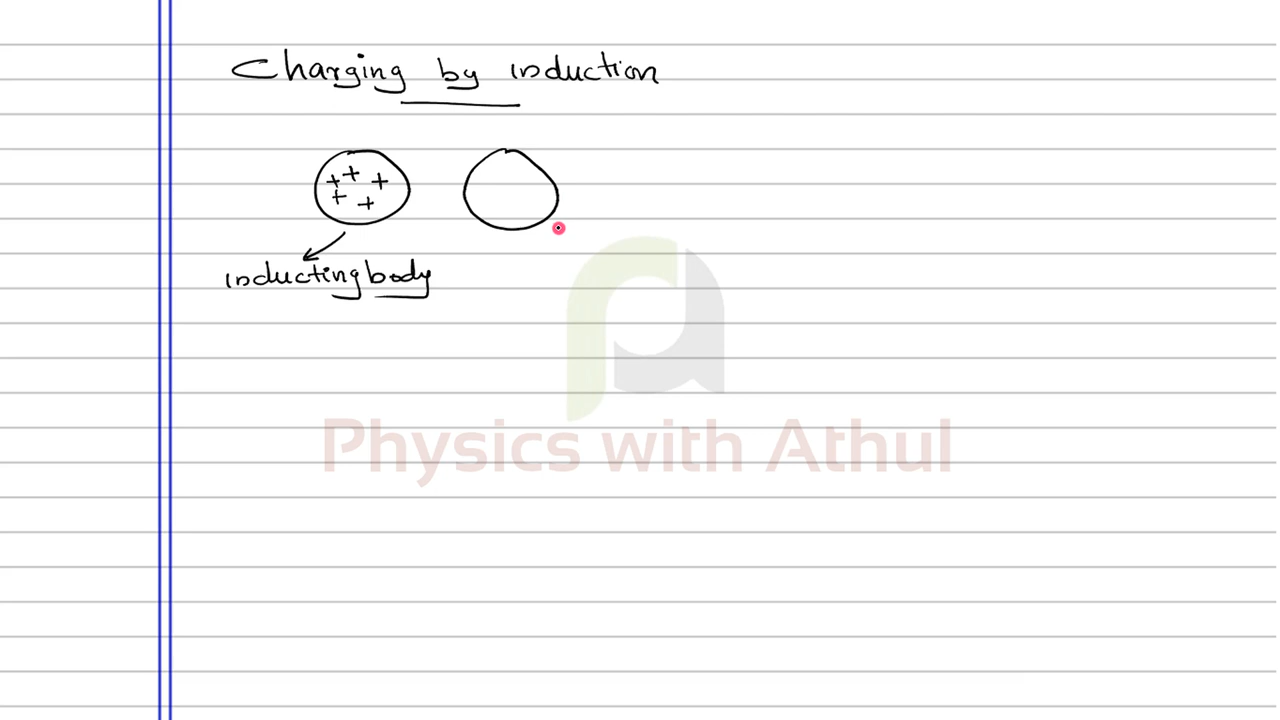 Charging by induction
+ + + + +
inducting body
Physics with Athul